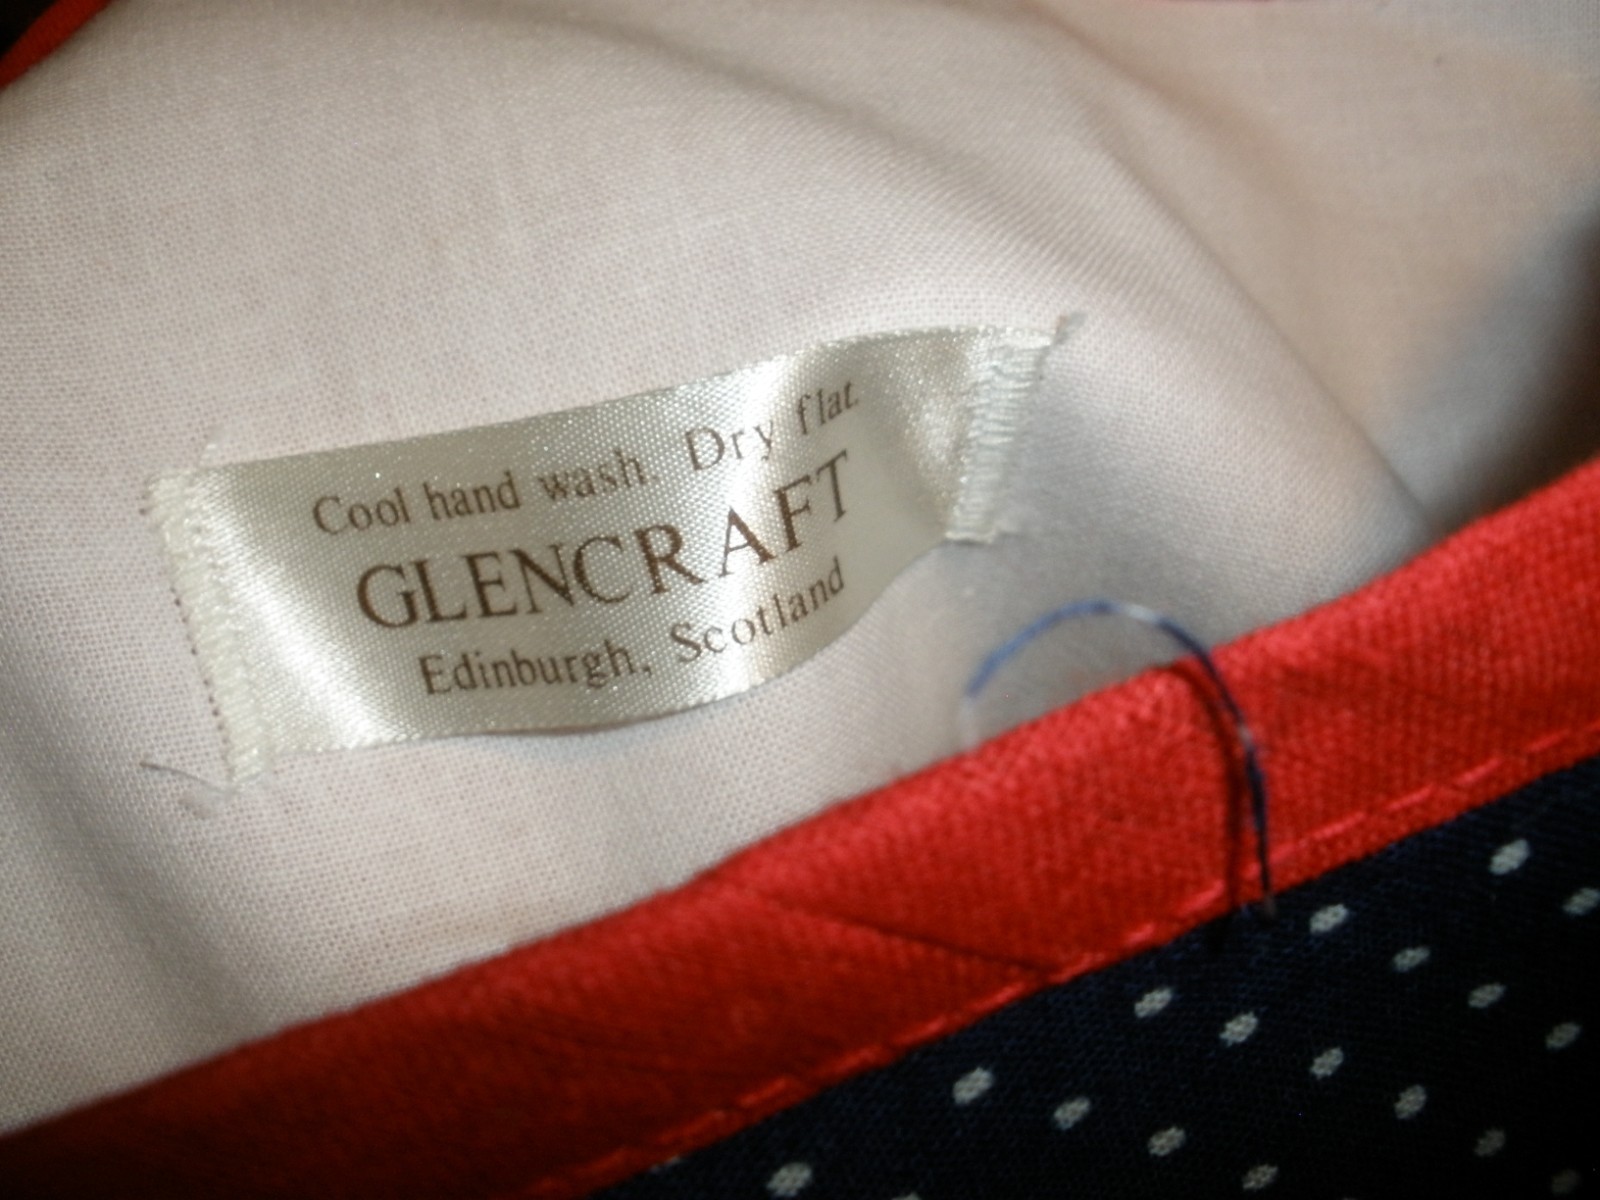 Cool hand wash. Dry flat.
GLENCRAFT
Edinburgh, Scotland